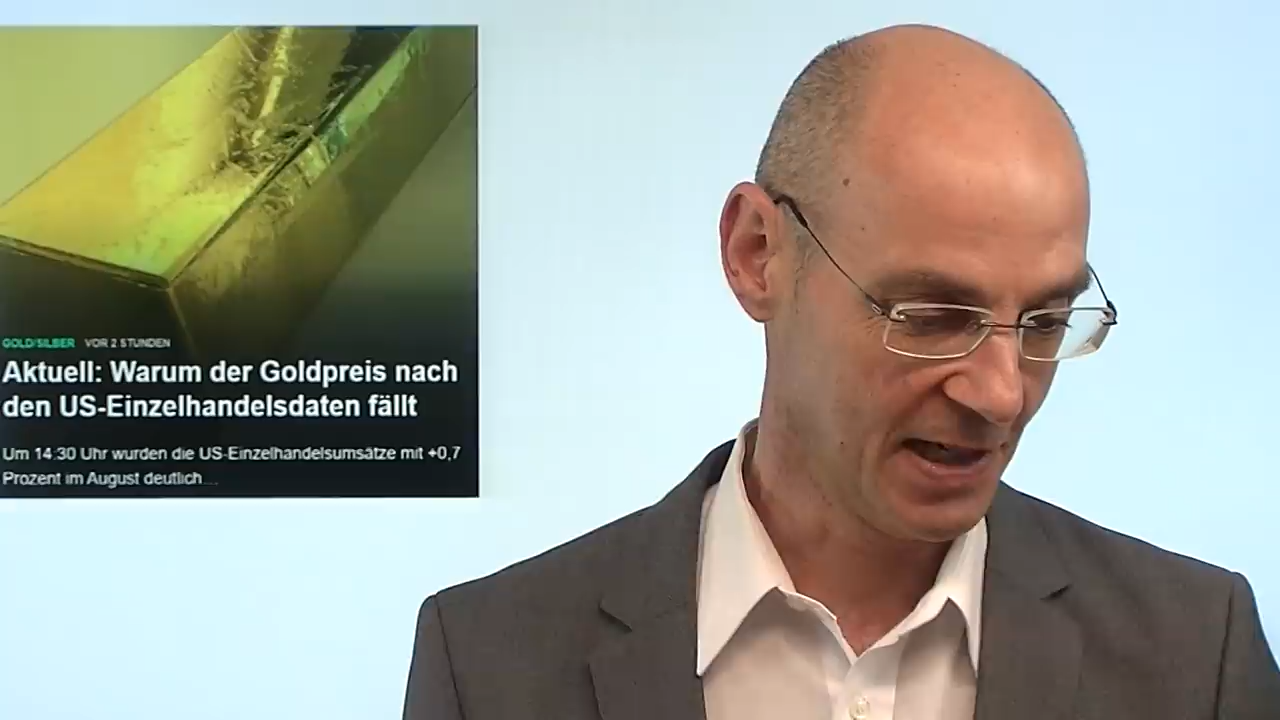 GOLD/SILBER VOR 2 STUNDEN
Aktuell: Warum der Goldpreis nach
den US-Einzelhandelsdaten fällt
Um 14:30 Uhr wurden die US-Einzelhandelsumsätze mit +0,7
Prozent im August deutlich...